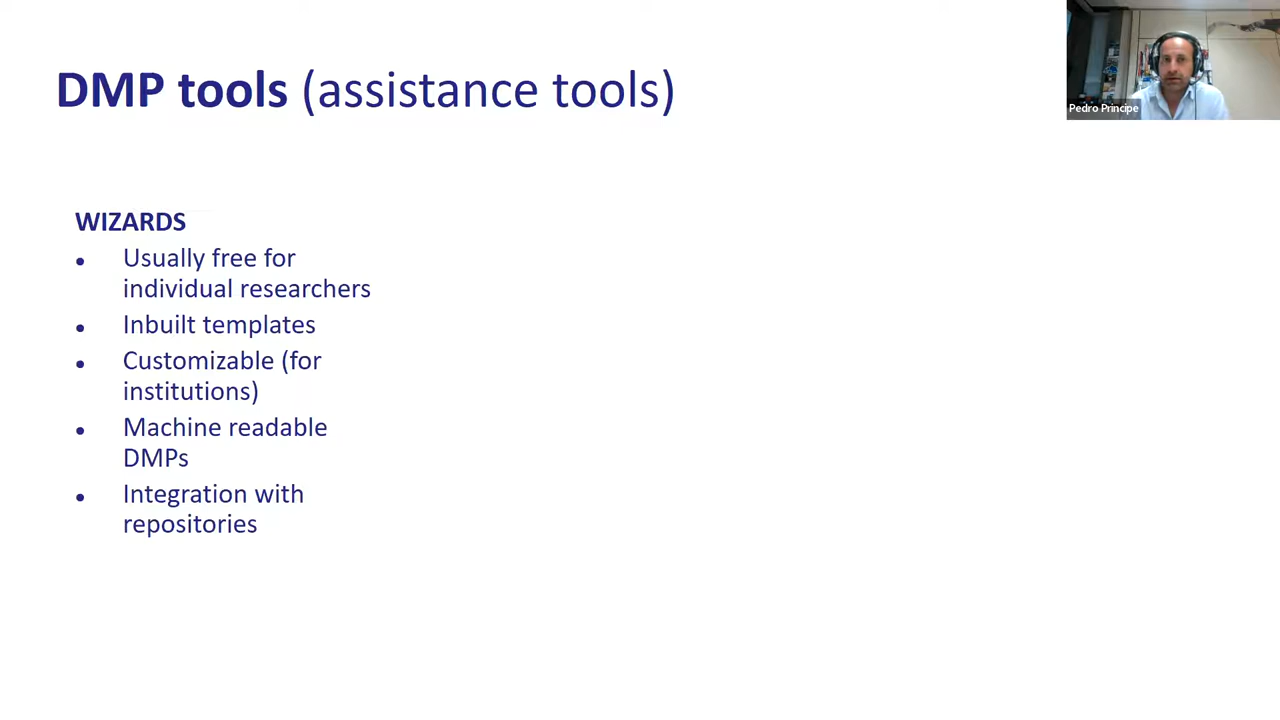 DMP tools (assistance tools)
Pedro Principe
WIZARDS
• Usually free for
individual researchers
• Inbuilt templates
• Customizable (for
institutions)
• Machine readable
DMPs
• Integration with
repositories